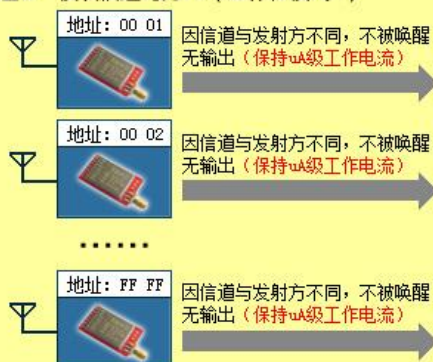 地址：00 01
因信道与发射方不同，不被唤醒
无输出（保持uA级工作电流）
地址：00 02
因信道与发射方不同，不被唤醒
无输出（保持uA级工作电流）
······
地址：FF FF
因信道与发射方不同，不被唤醒
无输出（保持uA级工作电流）